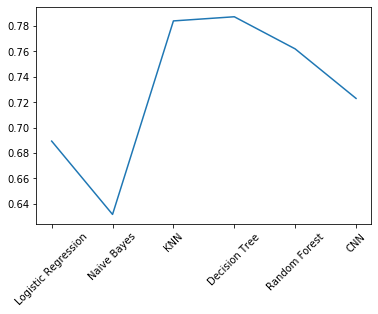 0.78
0.76
0.74
0.72
0.70
0.68
0.66
0.64
Logistic Regression
Naive Bayes
KNN
Decision Tree
Random Forest
CNN